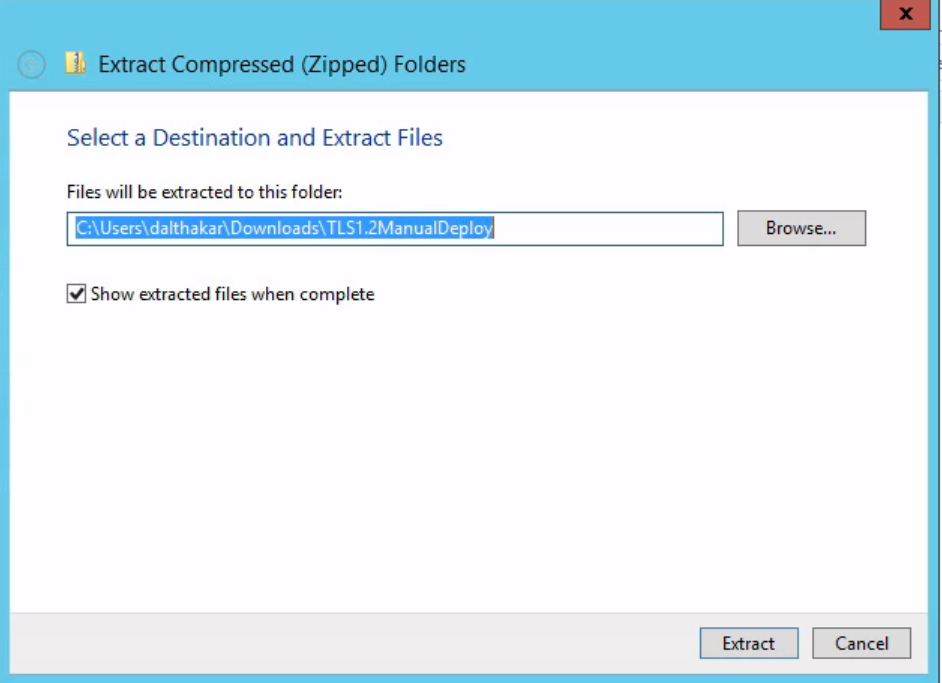 x
Extract Compressed (Zipped) Folders
Select a Destination and Extract Files
Files will be extracted to this folder:
C:\Users\dalthakar\Downloads\TLS1.2ManualDeploy
Browse...
Show extracted files when complete
Extract
Cancel